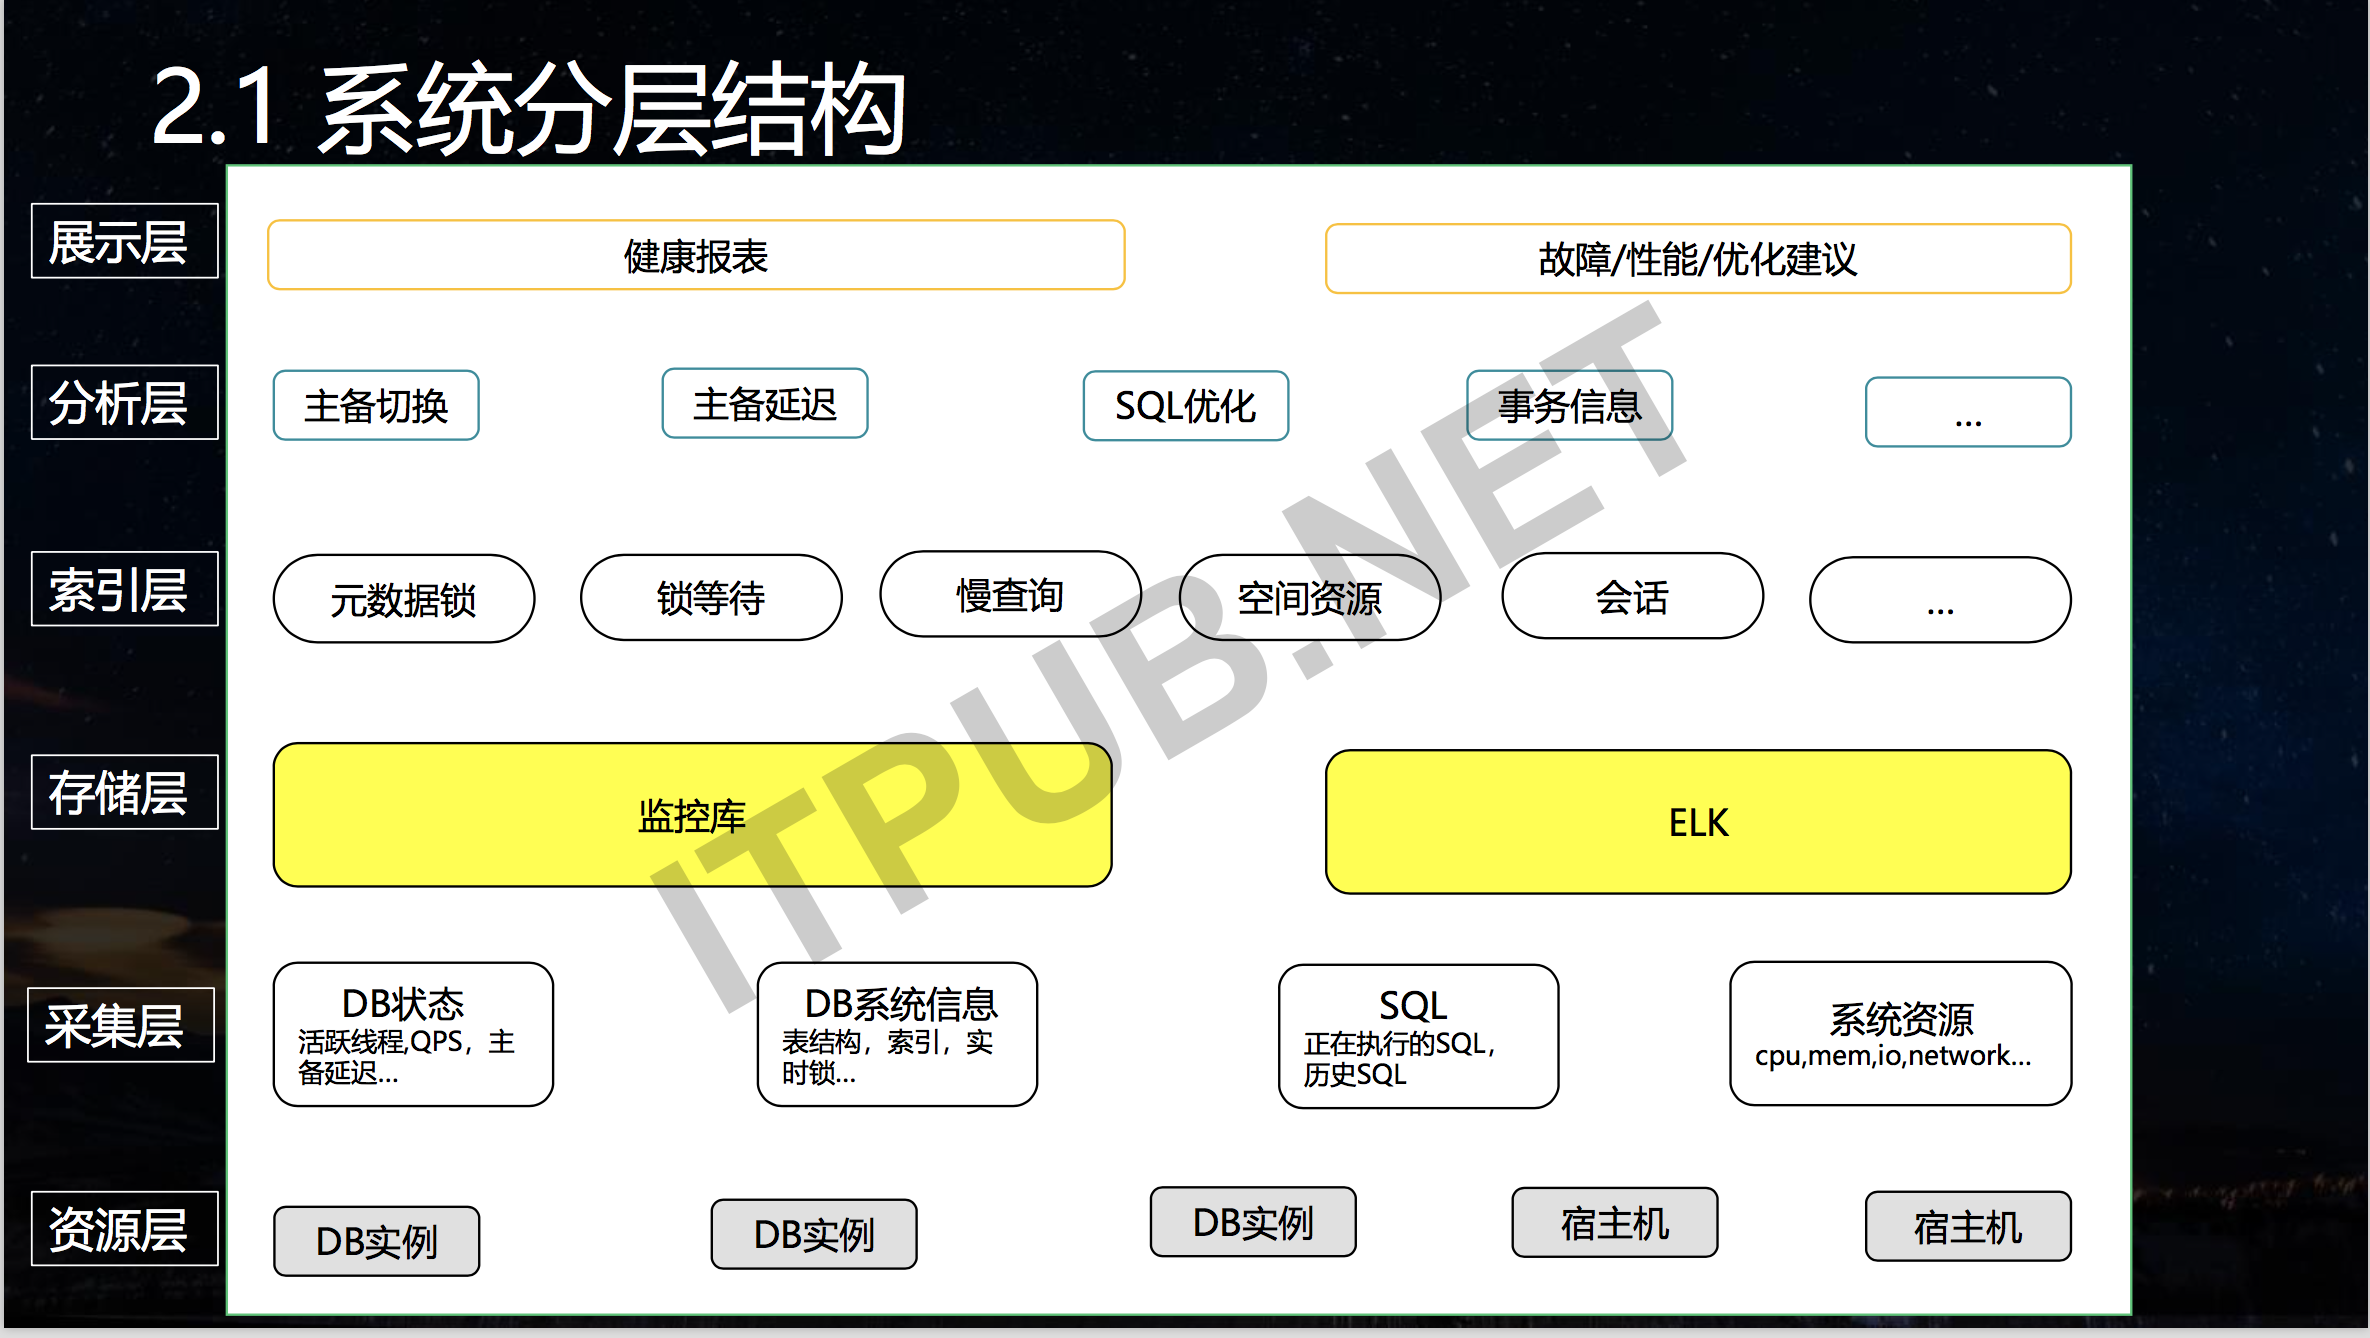 2.1 系统分层结构
展示层
健康报表
故障/性能/优化建议
分析层
主备切换
主备延迟
SQL优化
事务信息
...
索引层
元数据锁
锁等待
慢查询
空间资源
会话
...
存储层
监控库
ELK
采集层
DB状态
活跃线程,QPS，主
备延迟...
DB系统信息
表结构，索引，实
时锁...
SQL
正在执行的SQL，
历史SQL
系统资源
cpu,mem,io,network...
资源层
DB实例
DB实例
DB实例
宿主机
宿主机
ITPUB.NET